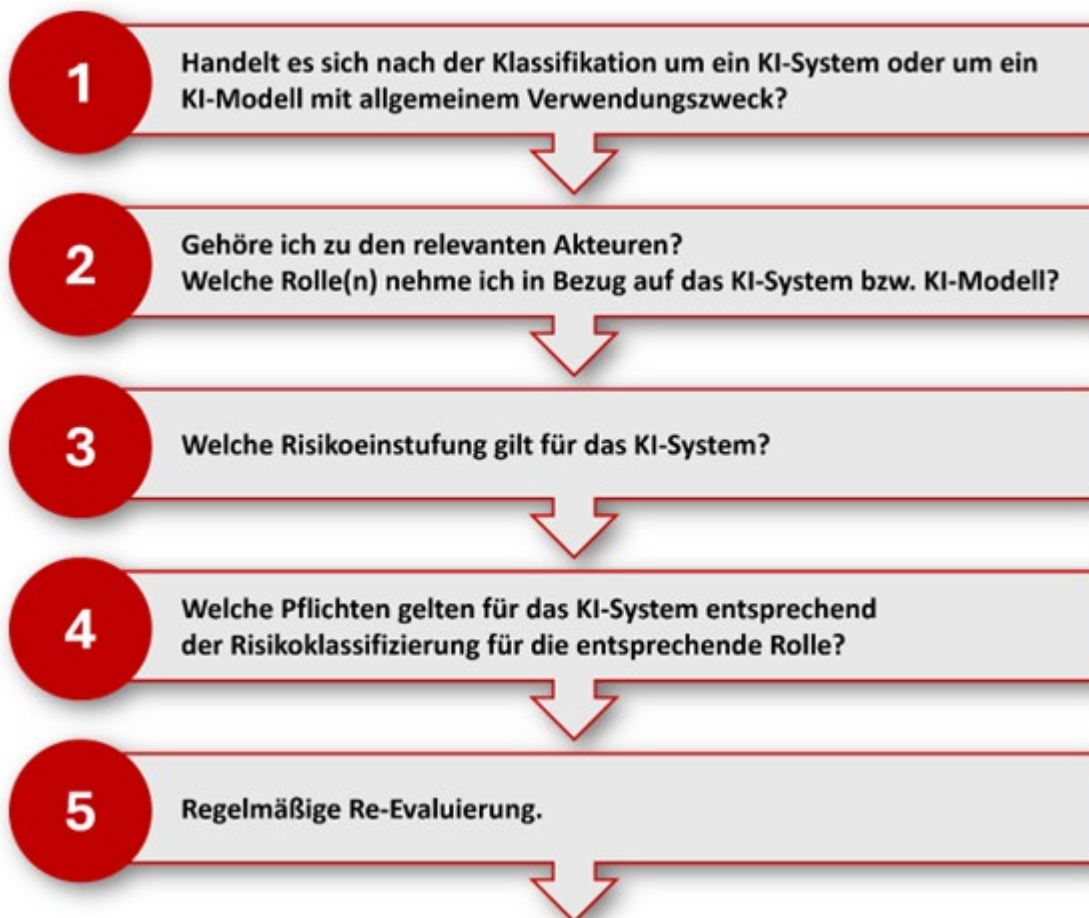 1
Handelt es sich nach der Klassifikation um ein KI-System oder um ein
KI-Modell mit allgemeinem Verwendungszweck?
2
Gehöre ich zu den relevanten Akteuren?
Welche Rolle(n) nehme ich in Bezug auf das KI-System bzw. KI-Modell?
3
Welche Risikoeinstufung gilt für das KI-System?
4
Welche Pflichten gelten für das KI-System entsprechend
der Risikoklassifizierung für die entsprechende Rolle?
5
Regelmäßige Re-Evaluierung.